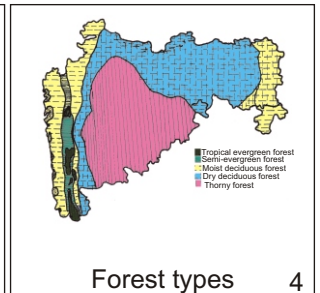 Tropical evergreen forest
Semi-evergreen forest
Moist deciduous forest
Dry deciduous forest
Thorny forest
Forest types 4